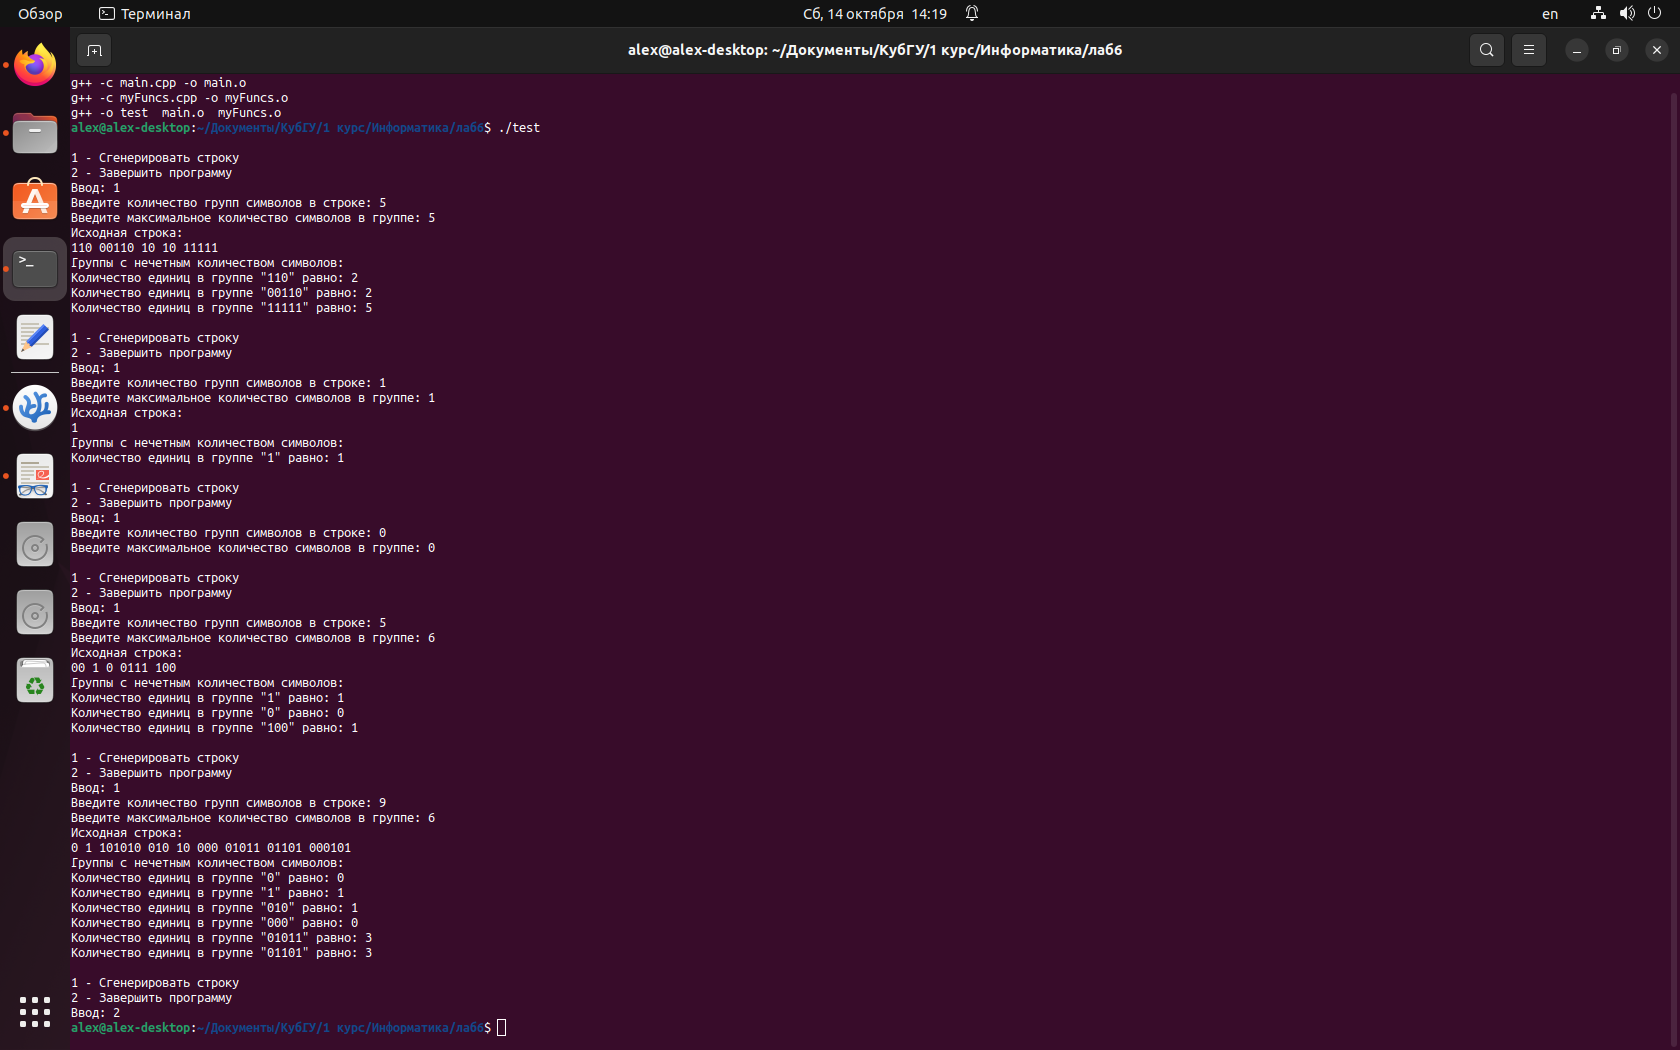 Обзор
Терминал
Сб, 14 октября 14:19
en
alex@alex-desktop: ~/Документы/КубГУ/1 курс/Информатика/лаб6
g++ -c main.cpp -o main.o
g++ -c myFuncs.cpp -o myFuncs.o
g++ -o test  main.o  myFuncs.o
alex@alex-desktop:~/Документы/КубГУ/1 курс/Информатика/лаб6$ ./test
1 - Сгенерировать строку
2 - Завершить программу
Ввод: 1
Введите количество групп символов в строке: 5
Введите максимальное количество символов в группе: 5
Исходная строка:
110 00110 10 10 11111
Группы с нечетным количеством символов:
Количество единиц в группе "110" равно: 2
Количество единиц в группе "00110" равно: 2
Количество единиц в группе "11111" равно: 5
1 - Сгенерировать строку
2 - Завершить программу
Ввод: 1
Введите количество групп символов в строке: 1
Введите максимальное количество символов в группе: 1
Исходная строка:
1
Группы с нечетным количеством символов:
Количество единиц в группе "1" равно: 1
1 - Сгенерировать строку
2 - Завершить программу
Ввод: 1
Введите количество групп символов в строке: 0
Введите максимальное количество символов в группе: 0
1 - Сгенерировать строку
2 - Завершить программу
Ввод: 1
Введите количество групп символов в строке: 5
Введите максимальное количество символов в группе: 6
Исходная строка:
00 1 0 0111 100
Группы с нечетным количеством символов:
Количество единиц в группе "1" равно: 1
Количество единиц в группе "0" равно: 0
Количество единиц в группе "100" равно: 1
1 - Сгенерировать строку
2 - Завершить программу
Ввод: 1
Введите количество групп символов в строке: 9
Введите максимальное количество символов в группе: 6
Исходная строка:
0 1 101010 010 10 000 01011 01101 000101
Группы с нечетным количеством символов:
Количество единиц в группе "0" равно: 0
Количество единиц в группе "1" равно: 1
Количество единиц в группе "010" равно: 1
Количество единиц в группе "000" равно: 0
Количество единиц в группе "01011" равно: 3
Количество единиц в группе "01101" равно: 3
1 - Сгенерировать строку
2 - Завершить программу
Ввод: 2
alex@alex-desktop:~/Документы/КубГУ/1 курс/Информатика/лаб6$